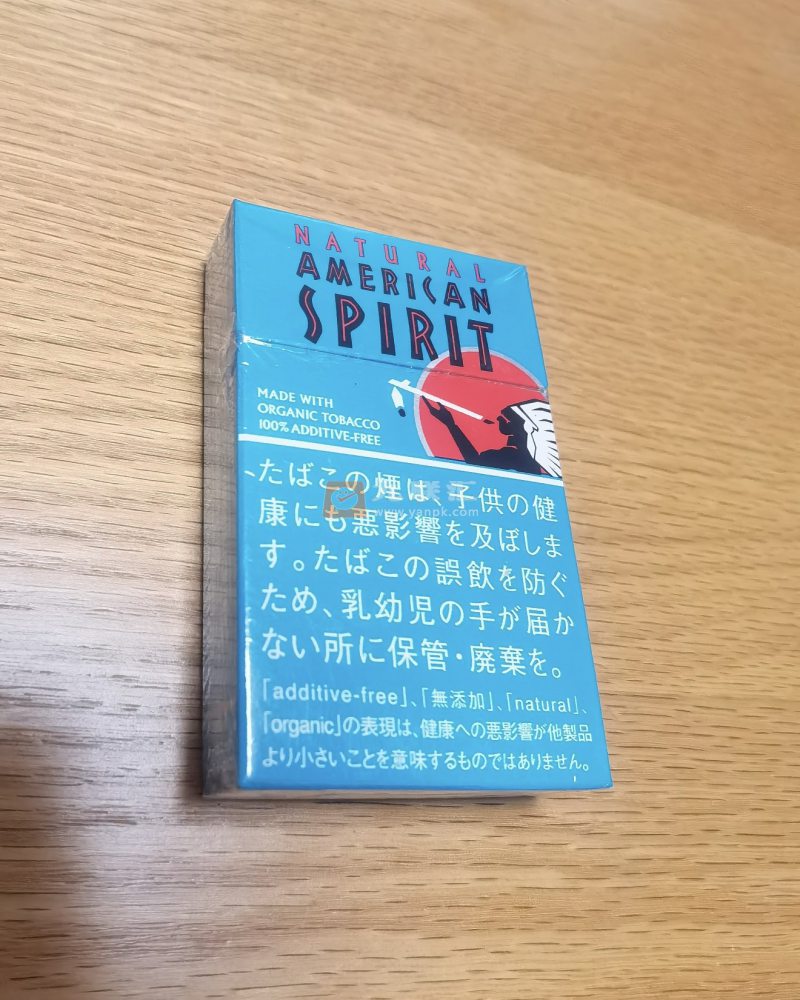 NATURAL
AMERICAN
SPIRIT
MADE WITH
ORGANIC TOBACCO
100% ADDITIVE-FREE
たばこの煙は、子供の健
康にも悪影響を及ぼしま
す。たばこの誤飲を防ぐ
ため、乳幼児の手が届か
ない所に保管・廃棄を。
「additive-free」、「無添加」、「natural」、
「organic」の表現は、健康への悪影響が他製品
より小さいことを意味するものではありません。
www.yanpk.com